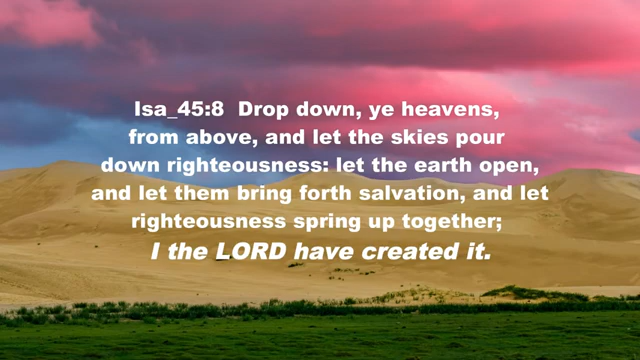 Isa_45:8  Drop down, ye heavens,
from above, and let the skies pour
down righteousness: let the earth open,
and let them bring forth salvation, and let
righteousness spring up together;
I the LORD have created it.